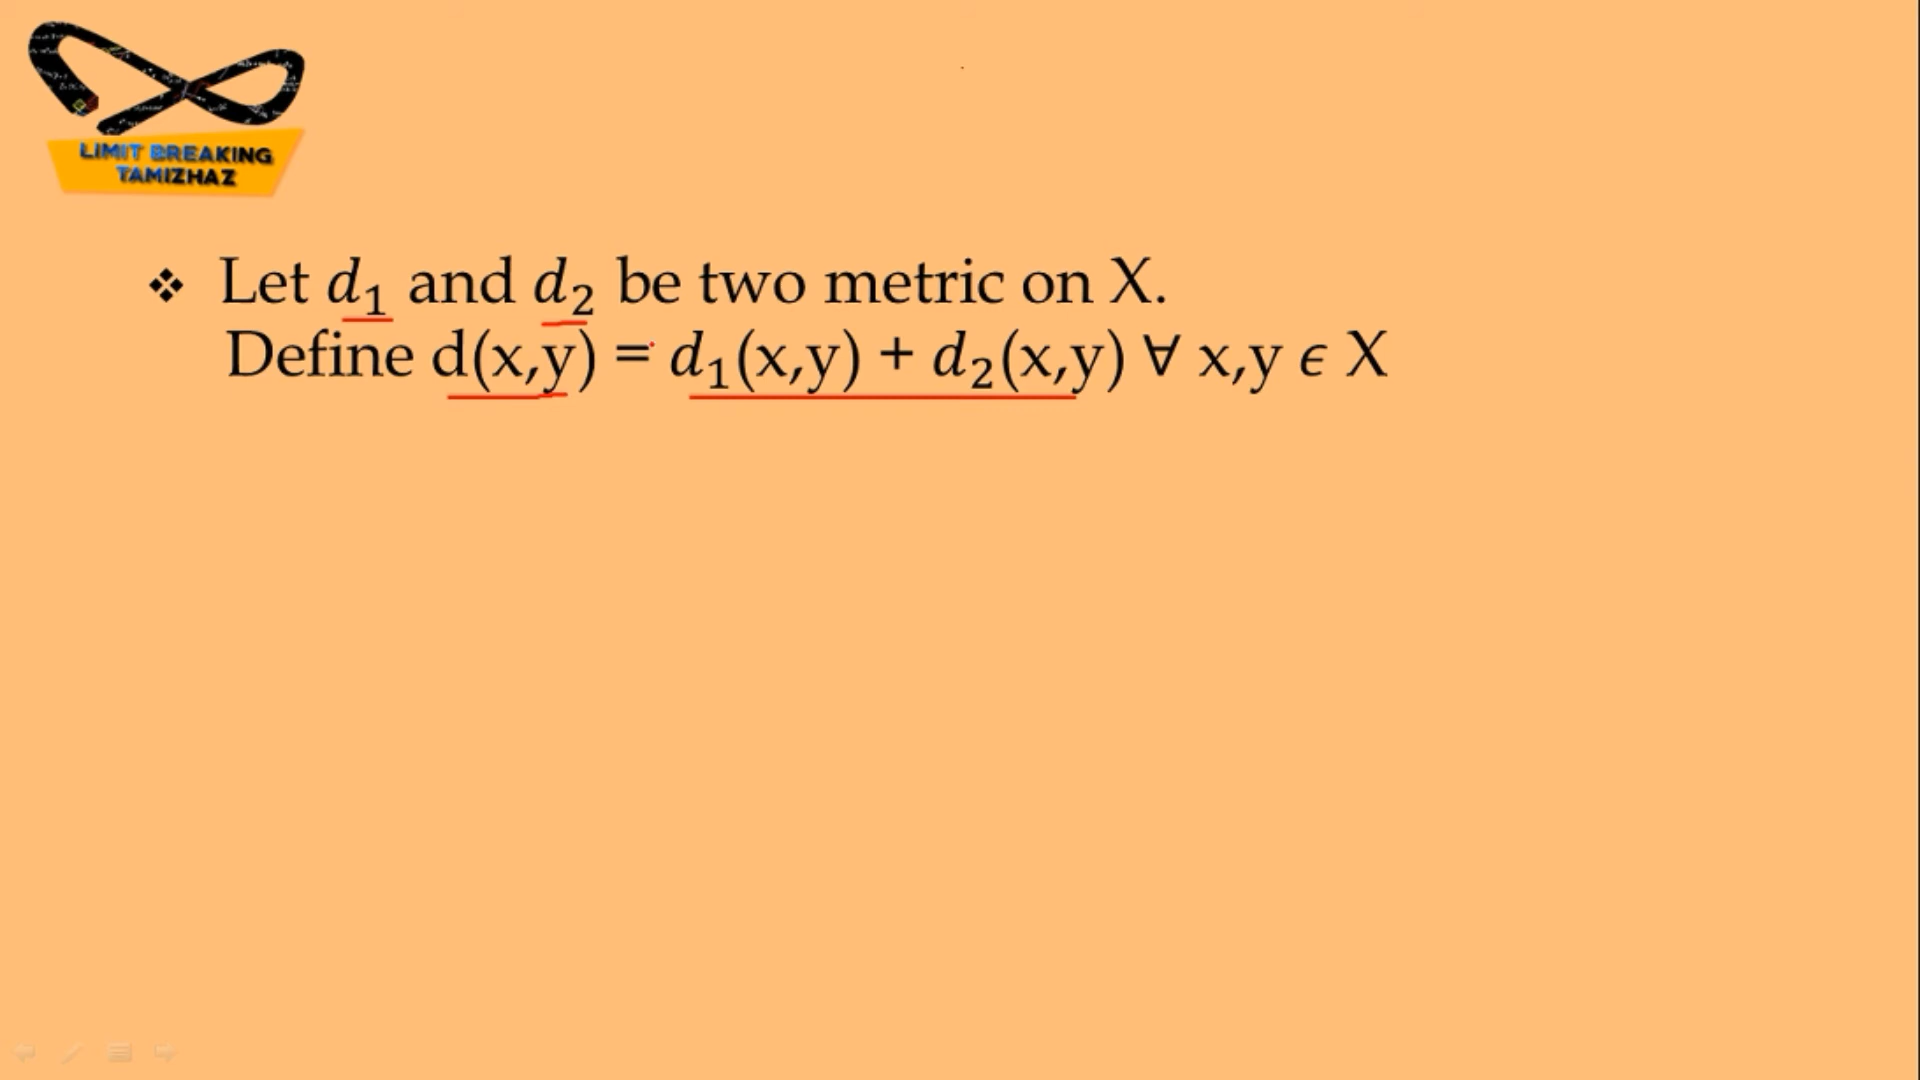 LIMIT BREAKING
TAMIZHAZ
❖ Let d₁ and d₂ be two metric on X.
Define d(x,y) = d₁(x,y) + d₂(x,y) ∀ x,y ϵ X